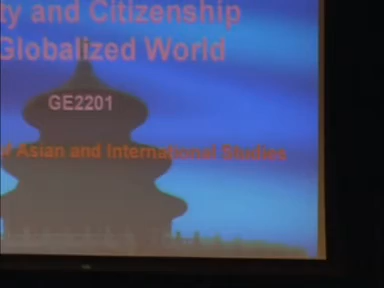 ty and Citizenship
Globalized World
GE2201
f Asian and International Studies